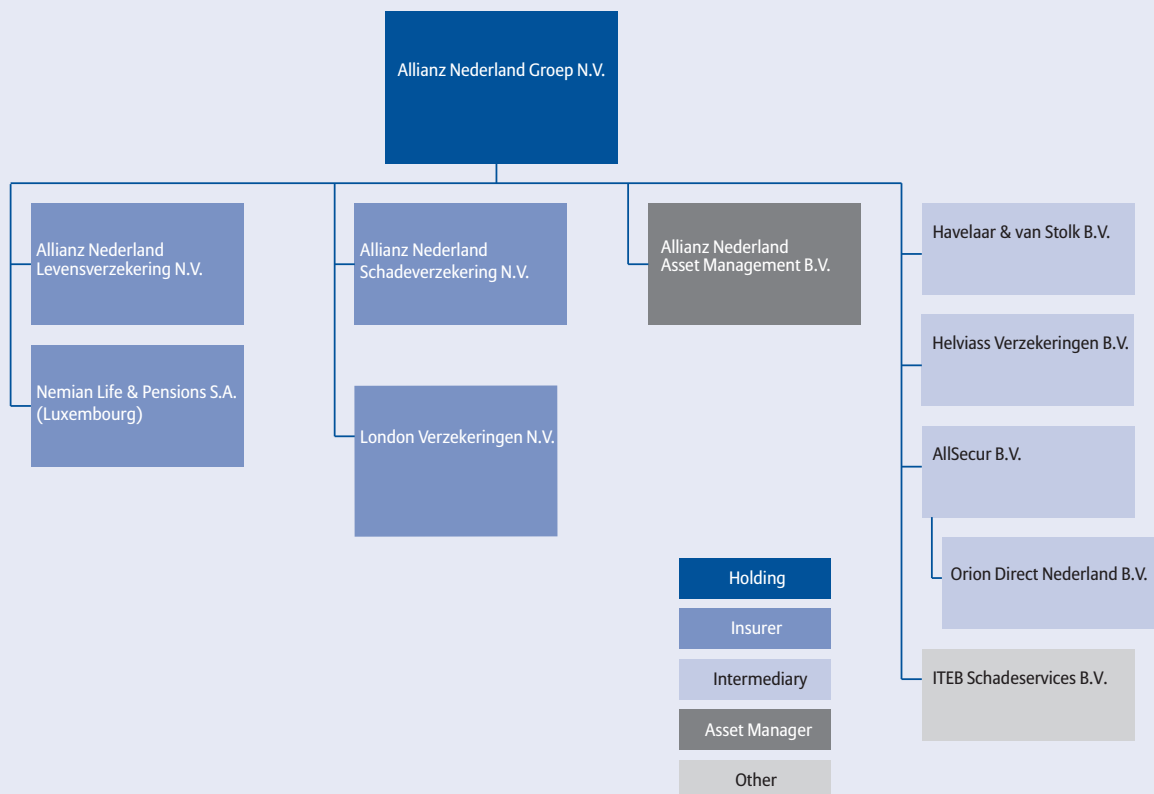 Allianz Nederland Groep N.V.
Allianz Nederland
Levensverzekering N.V.
Nemian Life & Pensions S.A.
(Luxembourg)
Allianz Nederland
Schadeverzekering N.V.
London Verzekeringen N.V.
Allianz Nederland
Asset Management B.V.
Havelaar & van Stolk B.V.
Helviass Verzekeringen B.V.
AllSecur B.V.
Orion Direct Nederland B.V.
ITEB Schadeservices B.V.
Holding
Insurer
Intermediary
Asset Manager
Other